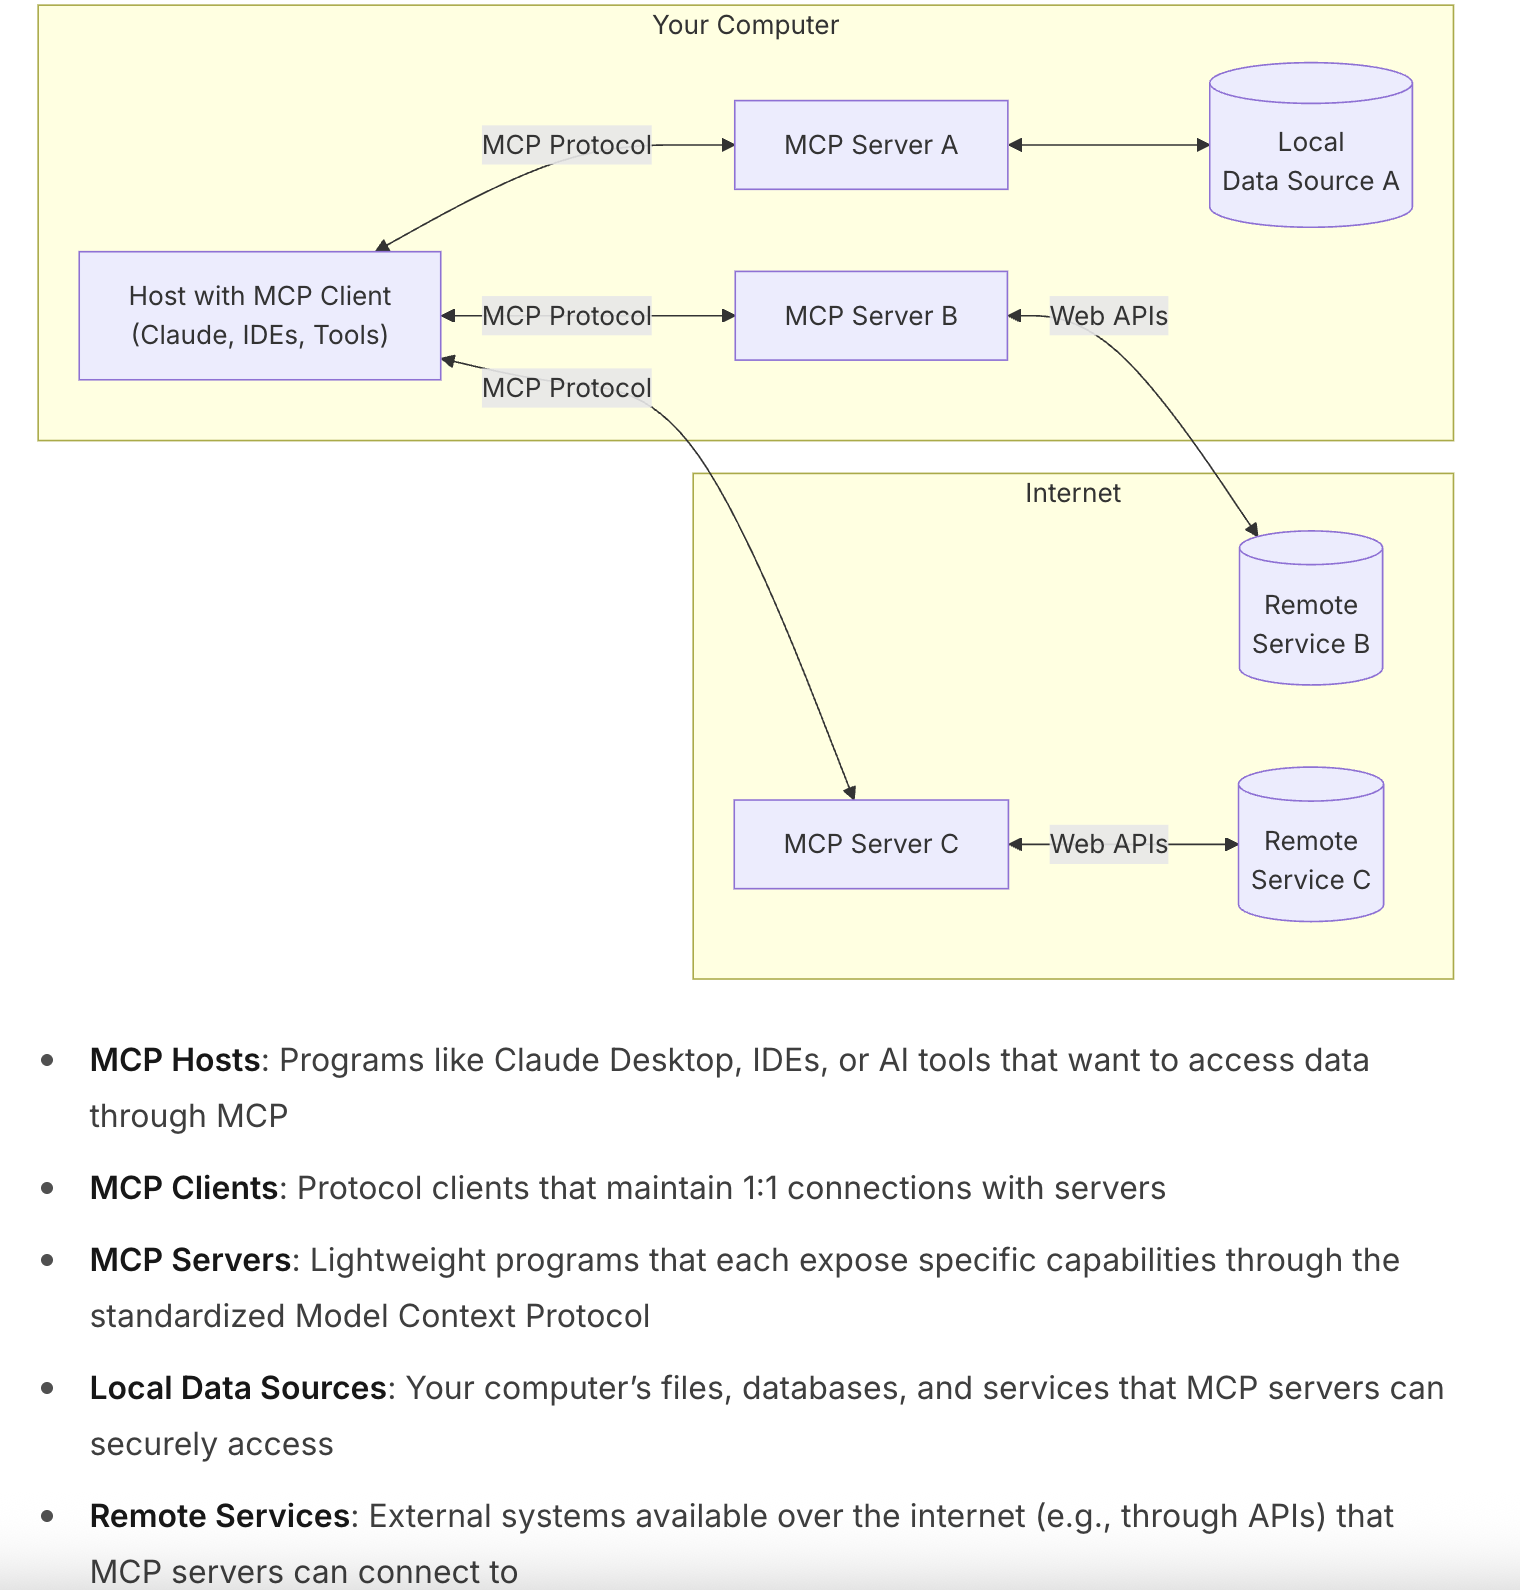 Your Computer
MCP Protocol
MCP Server A
Local
Data Source A
Host with MCP Client
(Claude, IDEs, Tools)
MCP Protocol
MCP Server B
Web APIs
MCP Protocol
Internet
Remote
Service B
MCP Server C
Web APIs
Remote
Service C
MCP Hosts: Programs like Claude Desktop, IDEs, or AI tools that want to access data
through MCP
MCP Clients: Protocol clients that maintain 1:1 connections with servers
MCP Servers: Lightweight programs that each expose specific capabilities through the
standardized Model Context Protocol
Local Data Sources: Your computer’s files, databases, and services that MCP servers can
securely access
Remote Services: External systems available over the internet (e.g., through APIs) that
MCP servers can connect to